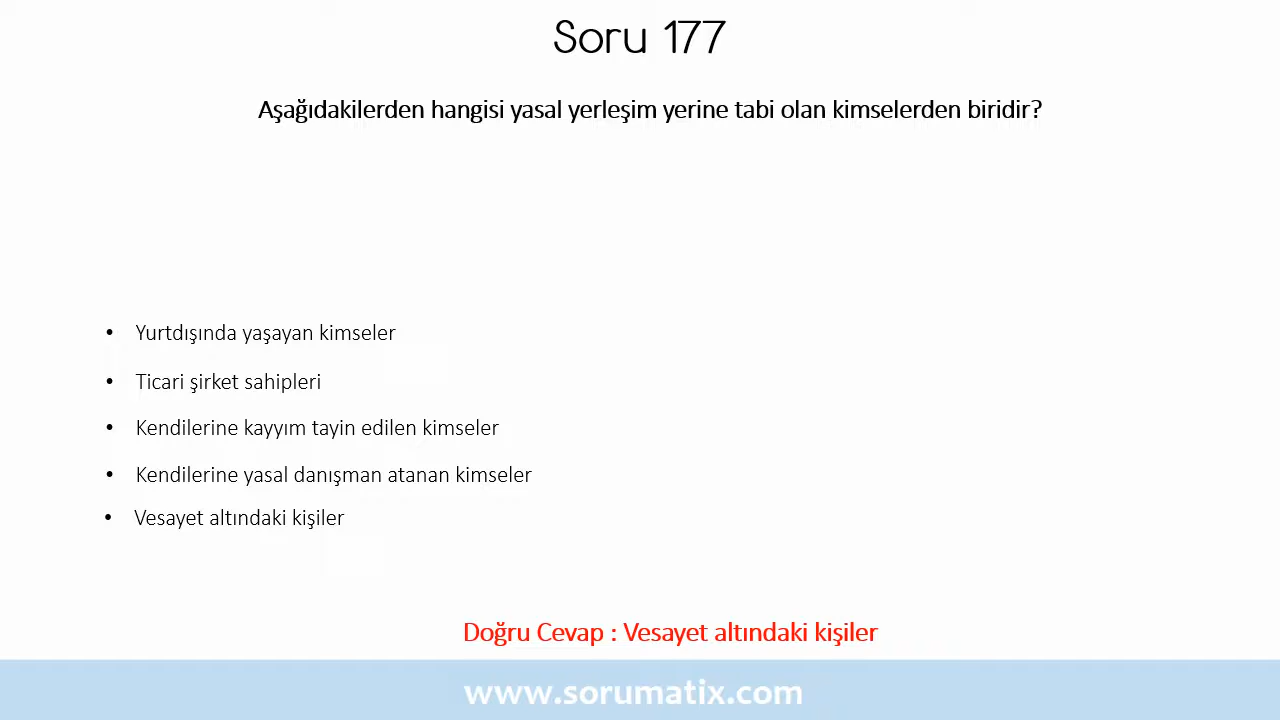 Soru 177
Aşağıdakilerden hangisi yasal yerleşim yerine tabi olan kimselerden biridir?
• Yurtdışında yaşayan kimseler
• Ticari şirket sahipleri
• Kendilerine kayyım tayin edilen kimseler
• Kendilerine yasal danışman atanan kimseler
• Vesayet altındaki kişiler
Doğru Cevap : Vesayet altındaki kişiler
www.sorumatix.com